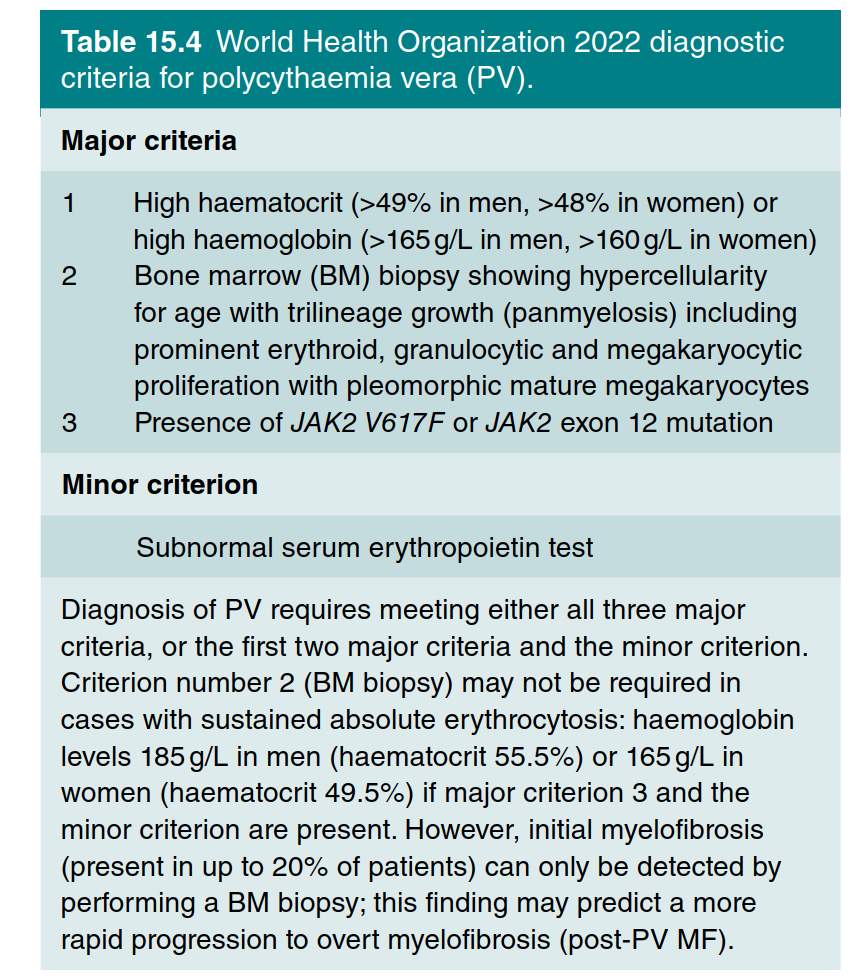 Table 15.4 World Health Organization 2022 diagnostic
criteria for polycythaemia vera (PV).
Major criteria
1 High haematocrit (>49% in men, >48% in women) or
high haemoglobin (>165 g/L in men, >160 g/L in women)
2 Bone marrow (BM) biopsy showing hypercellularity
for age with trilineage growth (panmyelosis) including
prominent erythroid, granulocytic and megakaryocytic
proliferation with pleomorphic mature megakaryocytes
3 Presence of JAK2 V617F or JAK2 exon 12 mutation
Minor criterion
Subnormal serum erythropoietin test
Diagnosis of PV requires meeting either all three major
criteria, or the first two major criteria and the minor criterion.
Criterion number 2 (BM biopsy) may not be required in
cases with sustained absolute erythrocytosis: haemoglobin
levels 185 g/L in men (haematocrit 55.5%) or 165 g/L in
women (haematocrit 49.5%) if major criterion 3 and the
minor criterion are present. However, initial myelofibrosis
(present in up to 20% of patients) can only be detected by
performing a BM biopsy; this finding may predict a more
rapid progression to overt myelofibrosis (post-PV MF).